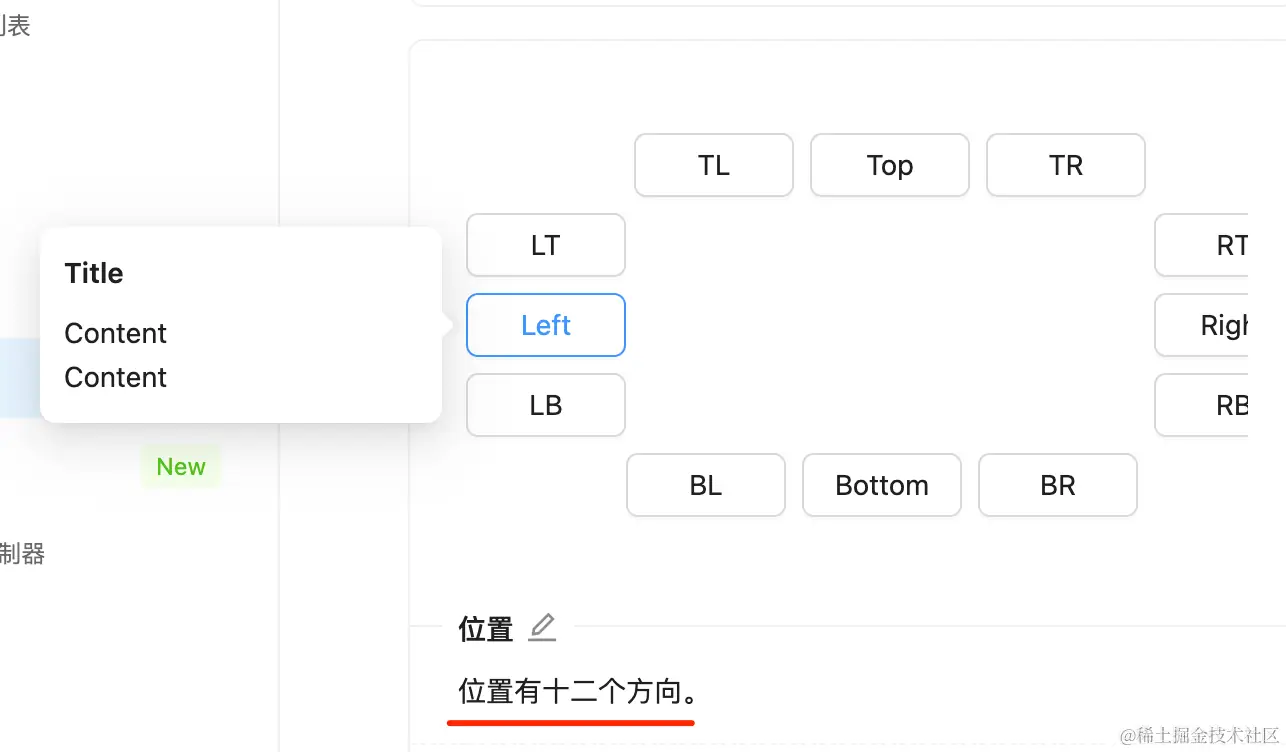 列表
TL Top TR
LT RT
Title
Content
Content
Left Righ
LB RB
New
BL Bottom BR
制器
位置
位置有十二个方向。
@稀土掘金技术社区